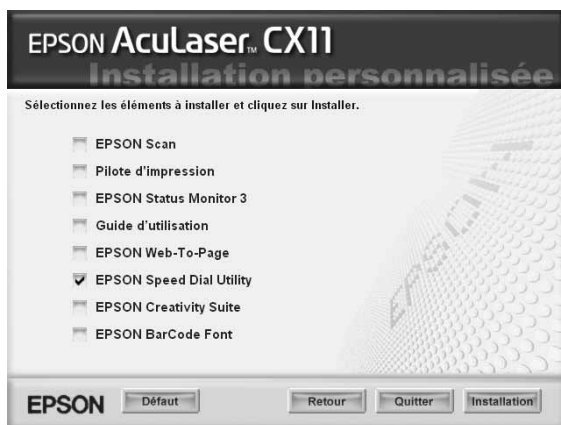 EPSON AcuLaser™ CX11
Installation personnalisée
Sélectionnez les éléments à installer et cliquez sur Installer.
EPSON Scan
Pilote d'impression
EPSON Status Monitor 3
Guide d'utilisation
EPSON Web-To-Page
EPSON Speed Dial Utility
EPSON Creativity Suite
EPSON BarCode Font
EPSON
EPSON Défaut Retour Quitter Installation